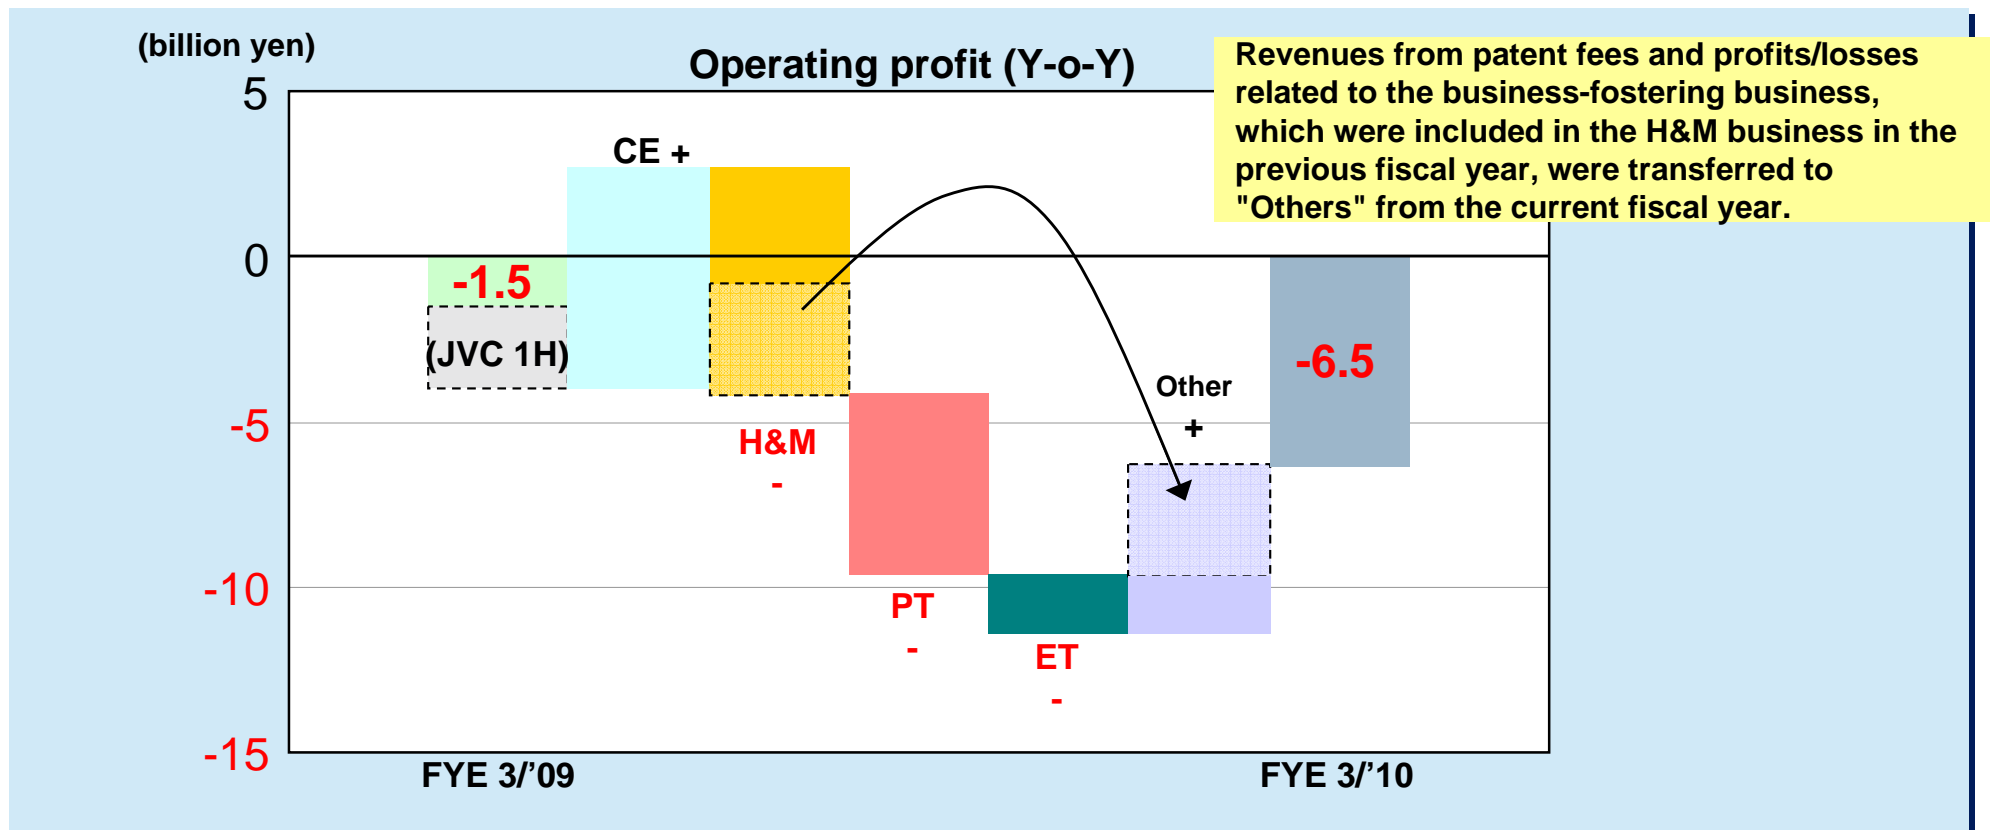 (billion yen)
Operating profit (Y-o-Y)
Revenues from patent fees and profits/losses
related to the business-fostering business,
which were included in the H&M business in the
previous fiscal year, were transferred to
"Others" from the current fiscal year.
5
CE +
0
-1.5
(JVC 1H)
-6.5
Other
+
-5
H&M
-
-10
PT
-
ET
-
-15
FYE 3/’09
FYE 3/’10